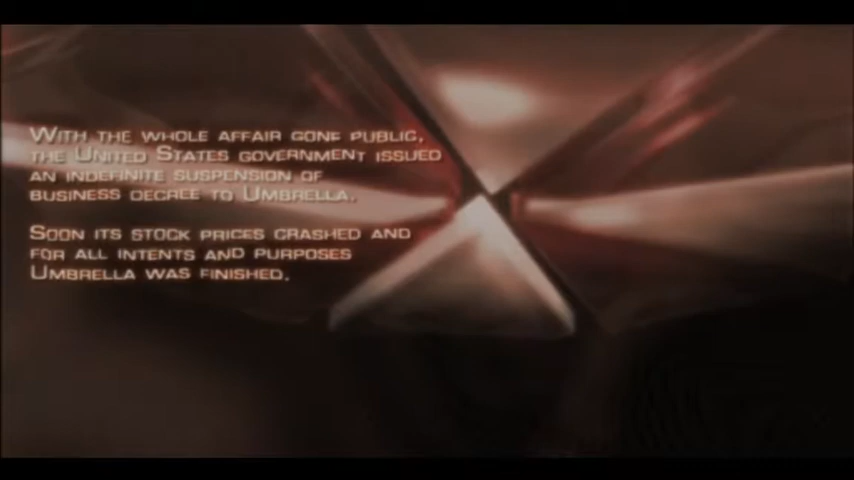 With the whole affair gone public,
the United States government issued
an indefinite suspension of
business decree to Umbrella.
Soon its stock prices crashed and
for all intents and purposes
Umbrella was finished.